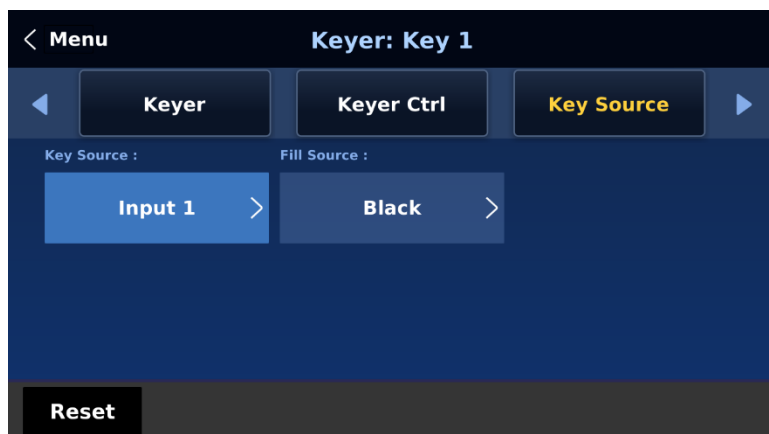 Menu
Keyer: Key 1
Keyer
Keyer Ctrl
Key Source
Key Source :
Fill Source :
Input 1
Black
Reset